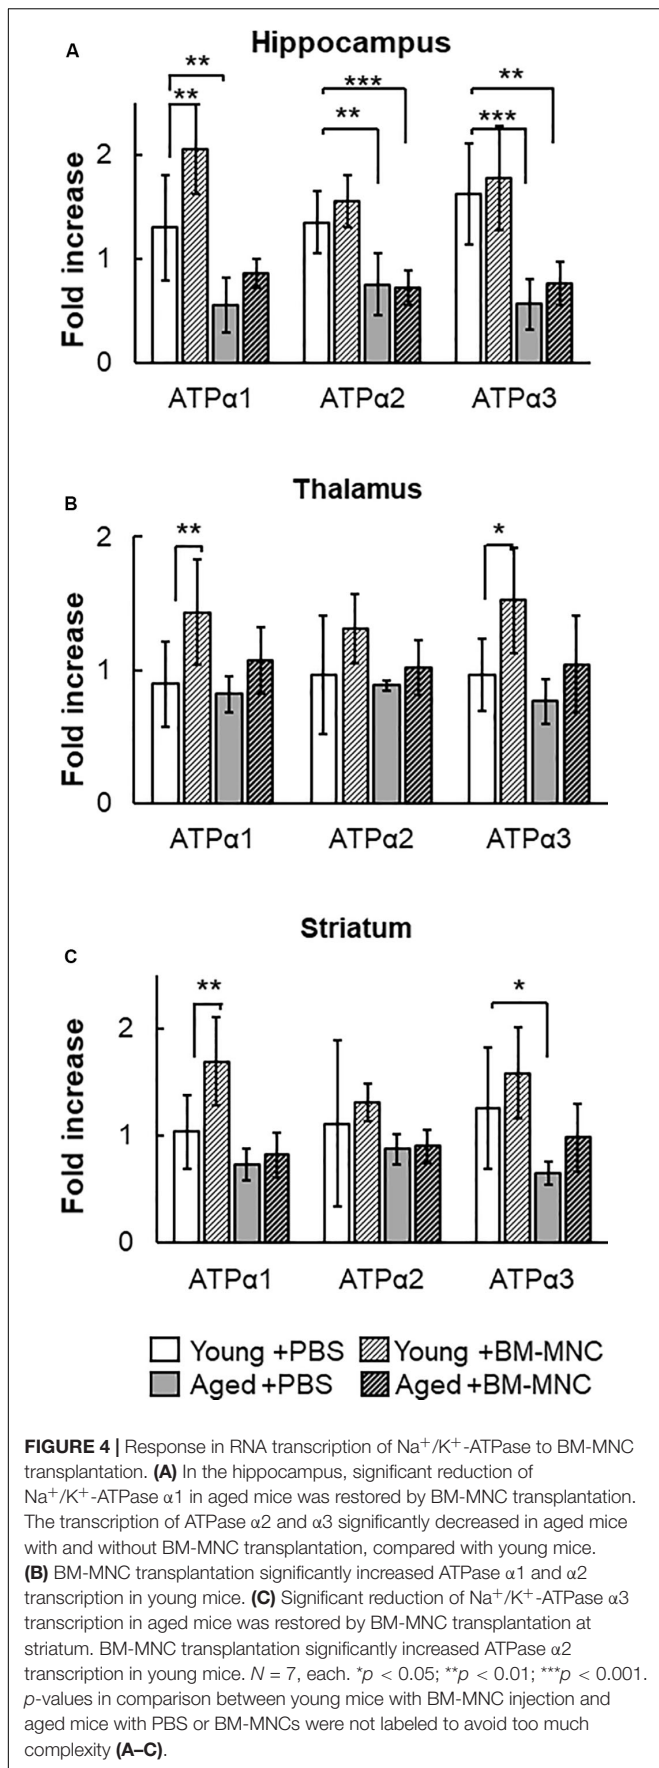 A
Hippocampus
** *** **
** ** ***
Fold increase
2
1
0
ATPα1 ATPα2 ATPα3
B
Thalamus
** *
Fold increase
2
1
0
ATPα1 ATPα2 ATPα3
C
Striatum
** *
Fold increase
2
1
0
ATPα1 ATPα2 ATPα3
Young +PBS Young +BM-MNC
Aged +PBS Aged +BM-MNC
FIGURE 4 | Response in RNA transcription of Na⁺/K⁺-ATPase to BM-MNC
transplantation. (A) In the hippocampus, significant reduction of
Na⁺/K⁺-ATPase α1 in aged mice was restored by BM-MNC transplantation.
The transcription of ATPase α2 and α3 significantly decreased in aged mice
with and without BM-MNC transplantation, compared with young mice.
(B) BM-MNC transplantation significantly increased ATPase α1 and α2
transcription in young mice. (C) Significant reduction of Na⁺/K⁺-ATPase α3
transcription in aged mice was restored by BM-MNC transplantation at
striatum. BM-MNC transplantation significantly increased ATPase α2
transcription in young mice. N = 7, each. *p < 0.05; **p < 0.01; ***p < 0.001.
p-values in comparison between young mice with BM-MNC injection and
aged mice with PBS or BM-MNCs were not labeled to avoid too much
complexity (A–C).